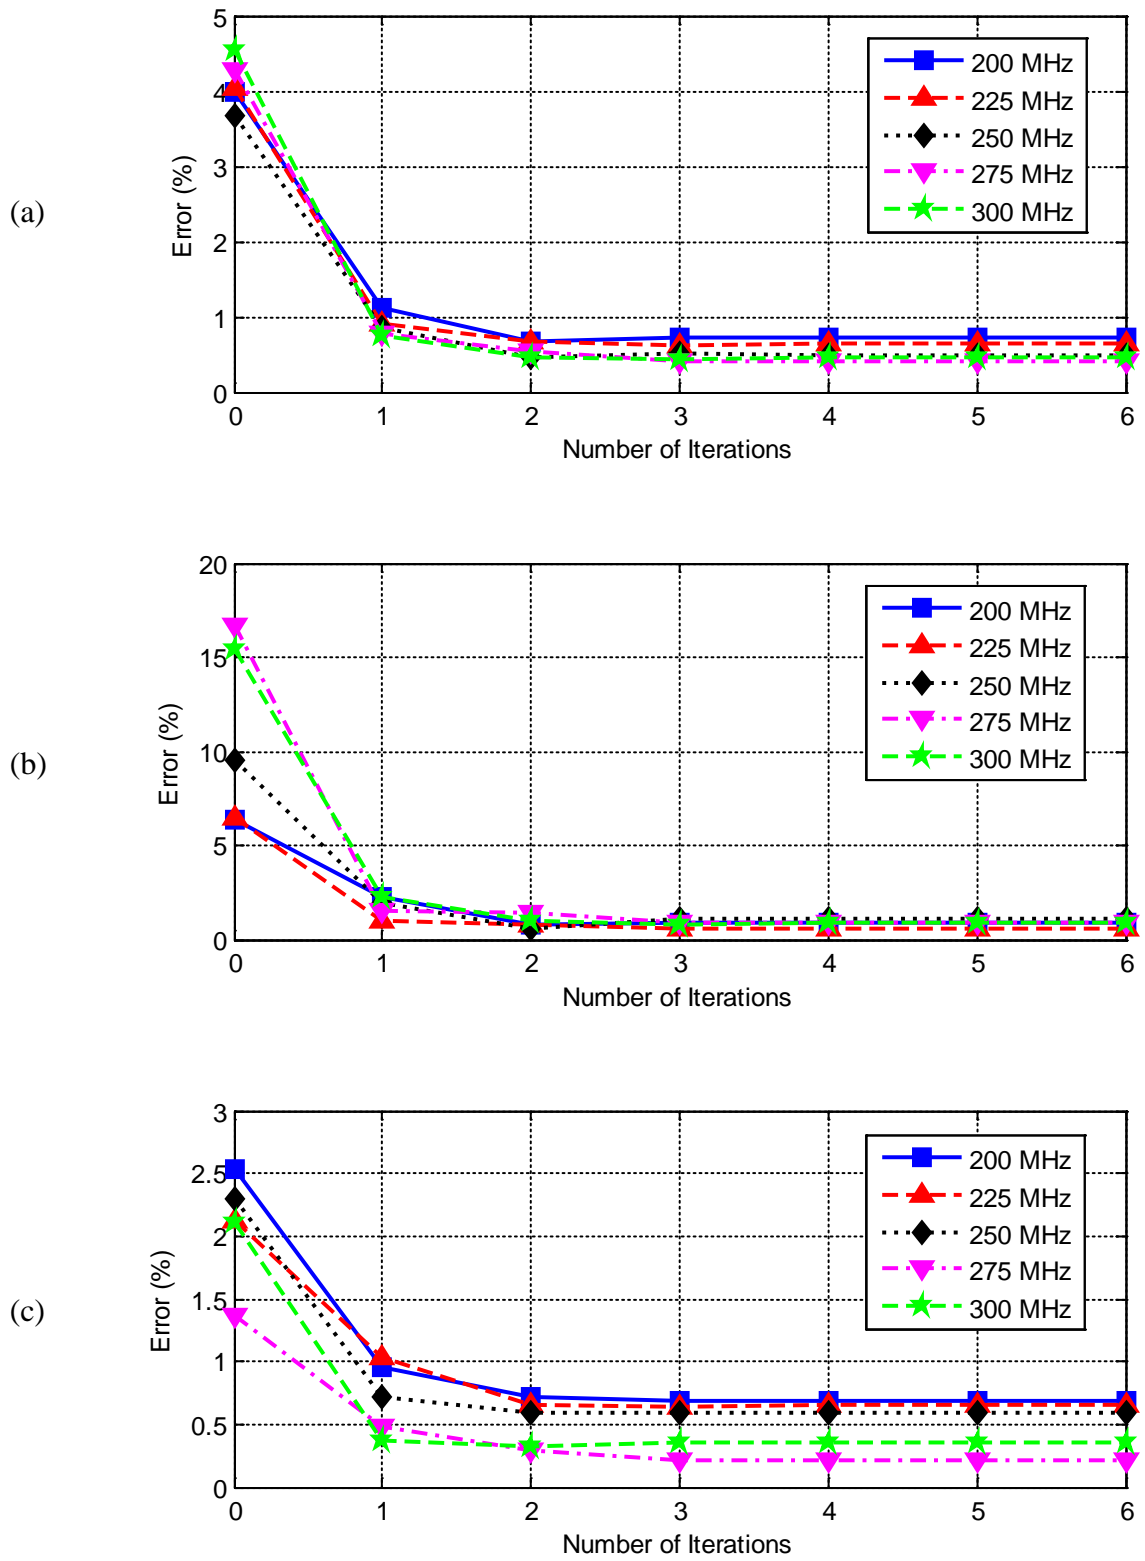 (a)
Error (%)
5
4
3
2
1
0
0 1 2 3 4 5 6
Number of Iterations
200 MHz
225 MHz
250 MHz
275 MHz
300 MHz
(b)
Error (%)
20
15
10
5
0
0 1 2 3 4 5 6
Number of Iterations
200 MHz
225 MHz
250 MHz
275 MHz
300 MHz
(c)
Error (%)
3
2.5
2
1.5
1
0.5
0
0 1 2 3 4 5 6
Number of Iterations
200 MHz
225 MHz
250 MHz
275 MHz
300 MHz